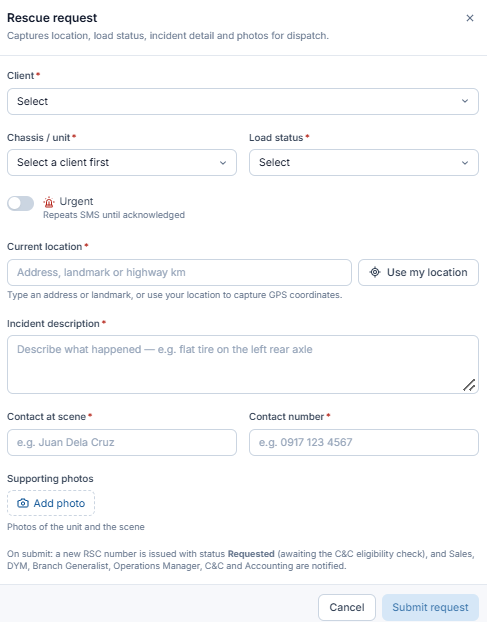 Rescue request
Captures location, load status, incident detail and photos for dispatch.
Client *
Select
Chassis / unit * Load status *
Select a client first Select
Urgent
Repeats SMS until acknowledged
Current location *
Address, landmark or highway km Use my location
Type an address or landmark, or use your location to capture GPS coordinates.
Incident description *
Describe what happened — e.g. flat tire on the left rear axle
Contact at scene * Contact number *
e.g. Juan Dela Cruz e.g. 0917 123 4567
Supporting photos
Add photo
Photos of the unit and the scene
On submit: a new RSC number is issued with status Requested (awaiting the C&C eligibility check), and Sales,
DYM, Branch Generalist, Operations Manager, C&C and Accounting are notified.
Cancel Submit request